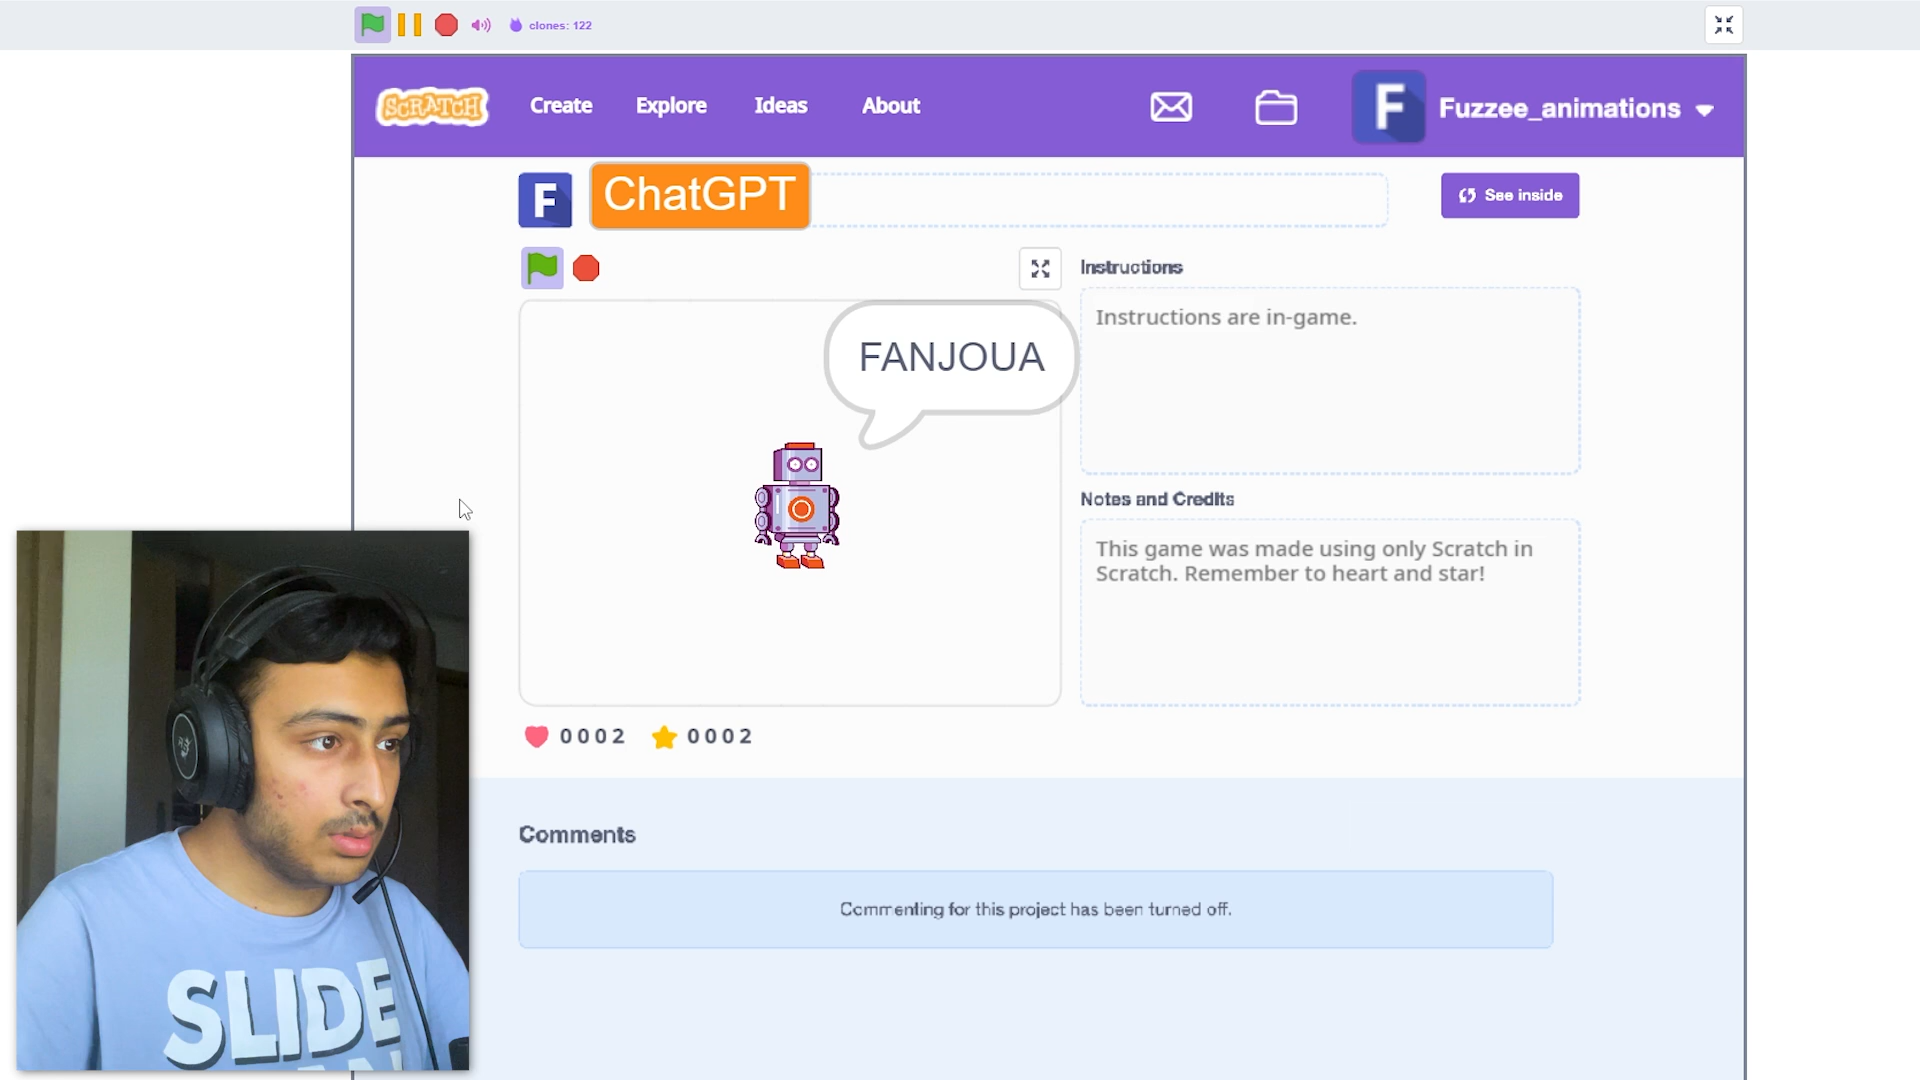 clones: 122
SCRATCH
Create
Explore
Ideas
About
F
Fuzzee_animations
F
ChatGPT
See inside
Instructions
FANJOUA
Instructions are in-game.
Notes and Credits
This game was made using only Scratch in
Scratch. Remember to heart and star!
0002
0002
Comments
Commenting for this project has been turned off.
SLIDE